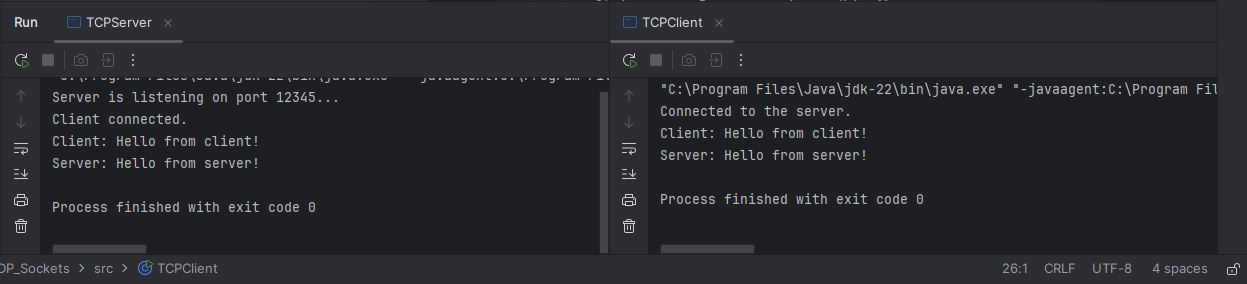 Run TCPServer
Server is listening on port 12345...
Client connected.
Client: Hello from client!
Server: Hello from server!
Process finished with exit code 0
TCPClient
"C:\Program Files\Java\jdk-22\bin\java.exe" "-javaagent:C:\Program Fil
Connected to the server.
Client: Hello from client!
Server: Hello from server!
Process finished with exit code 0
DP_Sockets > src > TCPClient
26:1 CRLF UTF-8 4 spaces